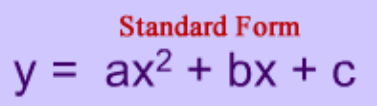 Standard Form
y = ax² + bx + c